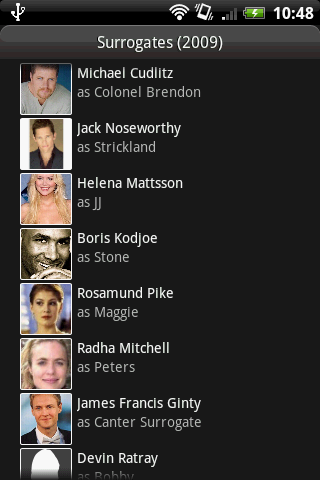 10:48
Surrogates (2009)
Michael Cudlitz
as Colonel Brendon
Jack Noseworthy
as Strickland
Helena Mattsson
as JJ
Boris Kodjoe
as Stone
Rosamund Pike
as Maggie
Radha Mitchell
as Peters
James Francis Ginty
as Canter Surrogate
Devin Ratray
as Bobby